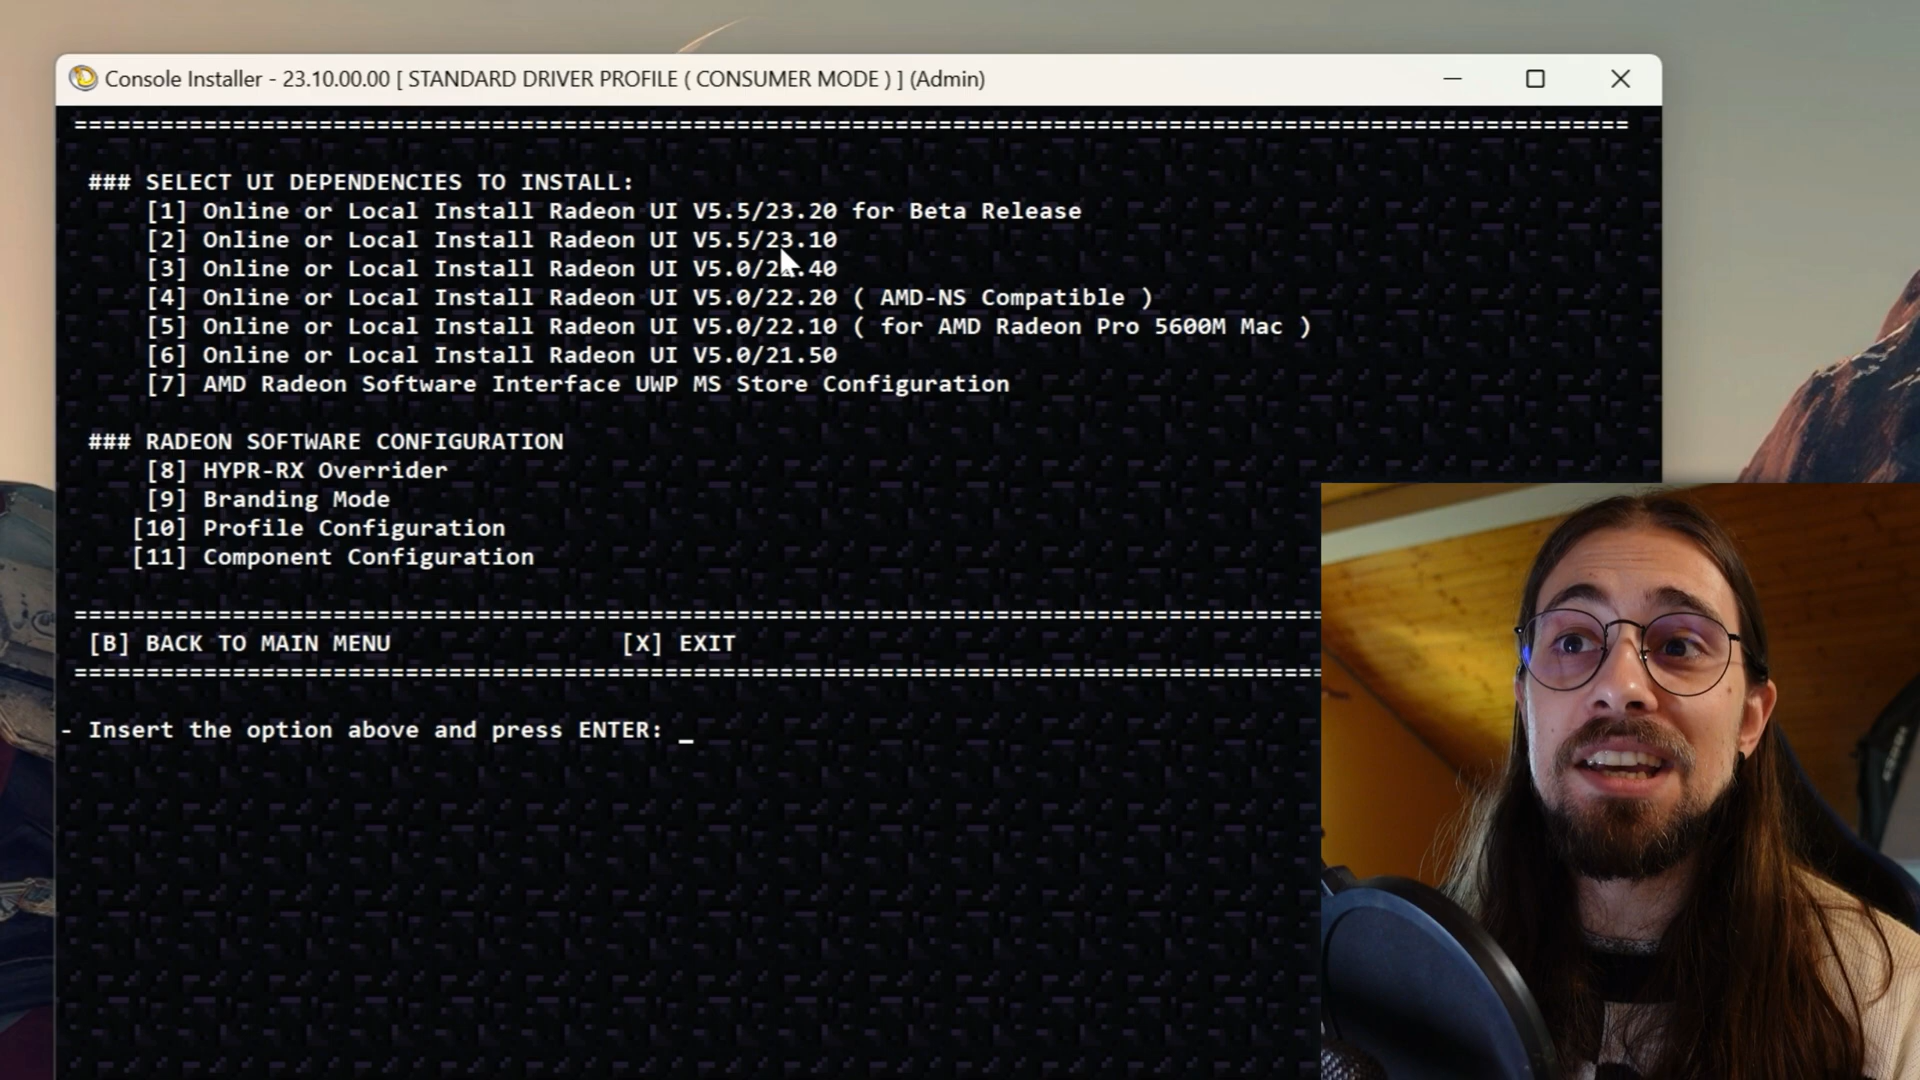 Console Installer - 23.10.00.00 [ STANDARD DRIVER PROFILE ( CONSUMER MODE ) ] (Admin)
============================================================================================================
### SELECT UI DEPENDENCIES TO INSTALL:
[1] Online or Local Install Radeon UI V5.5/23.20 for Beta Release
[2] Online or Local Install Radeon UI V5.5/23.10
[3] Online or Local Install Radeon UI
[4] Online or Local Install Radeon UI V5.0/22.20 ( AMD-NS Compatible )
[5] Online or Local Install Radeon UI V5.0/22.10 ( for AMD Radeon Pro 5600M Mac )
[6] Online or Local Install Radeon UI V5.0/21.50
[7] AMD Radeon Software Interface UWP MS Store Configuration
### RADEON SOFTWARE CONFIGURATION
[8] HYPR-RX Overrider
[9] Branding Mode
[10] Profile Configuration
[11] Component Configuration
=======================================================================================
[B] BACK TO MAIN MENU [X] EXIT
=======================================================================================
- Insert the option above and press ENTER: _